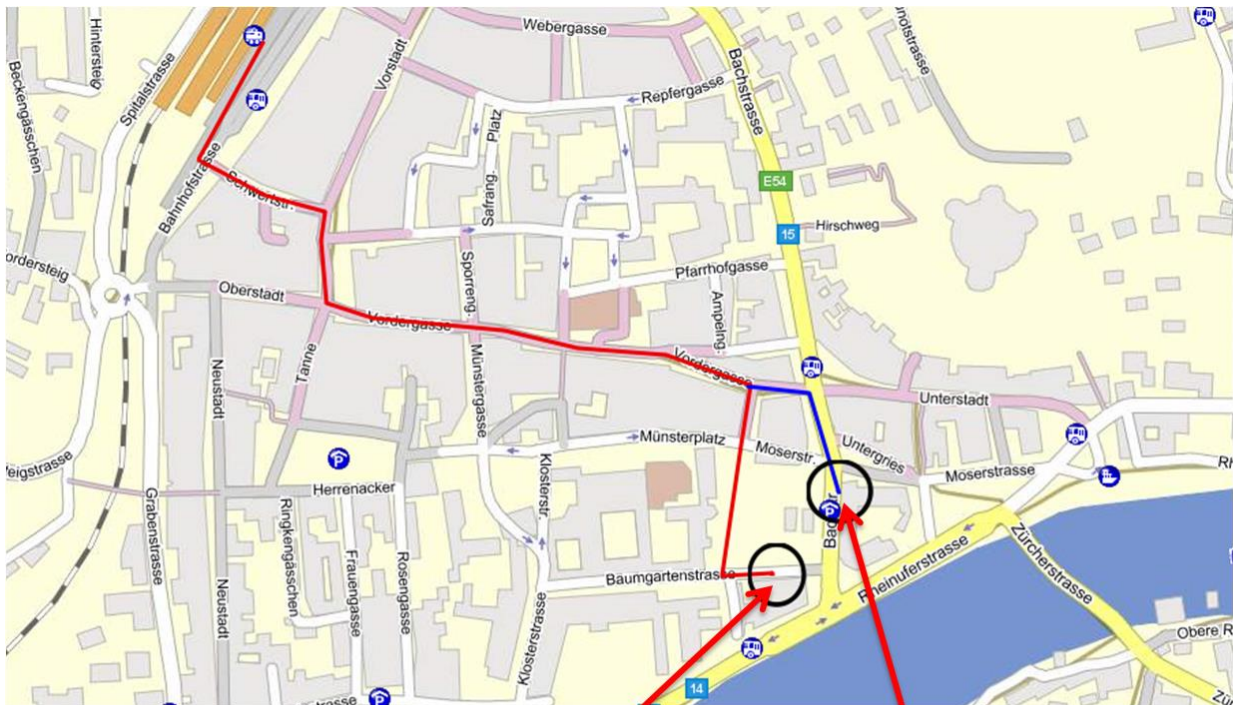 Hintersteig
Beckengässchen
Spitalstrasse
Webergasse
Vorstadt
Repfergasse
Bachstrasse
Platz
Safrang.
E54
15
Hirschweg
Bahnhofstrasse
Schwertstr.
Pfarrhofgasse
Ampelng.
Sporreng.
Oberstadt
Vordergasse
Vordergasse
Tanne
Münstergasse
Neustadt
Unterstadt
Untergries
Münsterplatz
Moserstr.
Moserstrasse
Klosterstr.
Herrenacker
Grabenstrasse
Ringkengässchen
Frauengasse
Rosengasse
Neustadt
Baumgartenstrasse
Rheinuferstrasse
Zürcherstrasse
Klosterstrasse
14